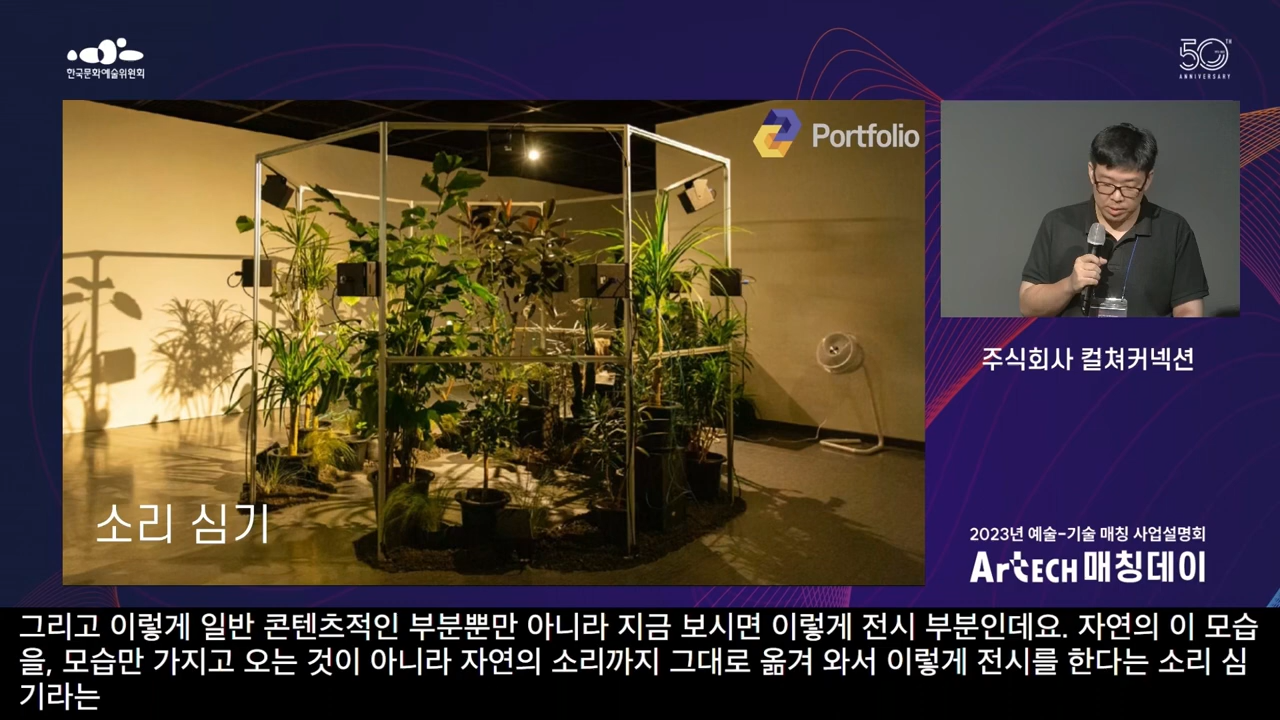 한국문화예술위원회
50TH
ANNIVERSARY
Portfolio
소리 심기
주식회사 컬쳐커넥션
2023년 예술-기술 매칭 사업설명회
ArtECH 매칭데이
그리고 이렇게 일반 콘텐츠적인 부분뿐만 아니라 지금 보시면 이렇게 전시 부분인데요. 자연의 이 모습
을, 모습만 가지고 오는 것이 아니라 자연의 소리까지 그대로 옮겨 와서 이렇게 전시를 한다는 소리 심
기라는